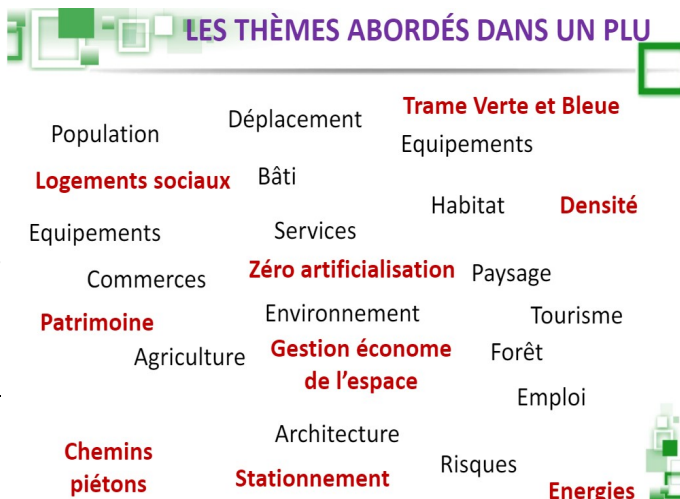 LES THÈMES ABORDÉS DANS UN PLU
Trame Verte et Bleue
Déplacement
Population
Equipements
Logements sociaux
Bâti
Habitat
Densité
Equipements
Services
Commerces
Zéro artificialisation
Paysage
Patrimoine
Environnement
Tourisme
Agriculture
Gestion économe
de l’espace
Forêt
Emploi
Architecture
Chemins
piétons
Risques
Stationnement
Energies